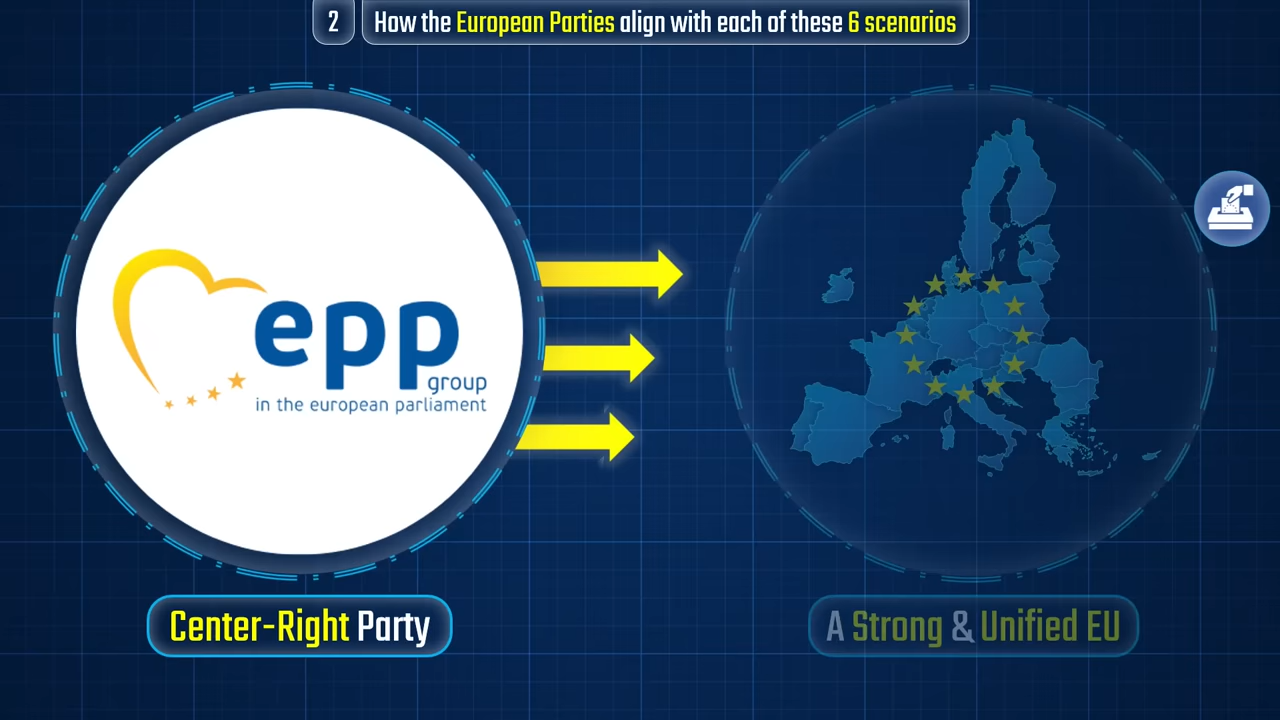 2
How the European Parties align with each of these 6 scenarios
epp
group
in the european parliament
Center-Right Party
A Strong & Unified EU